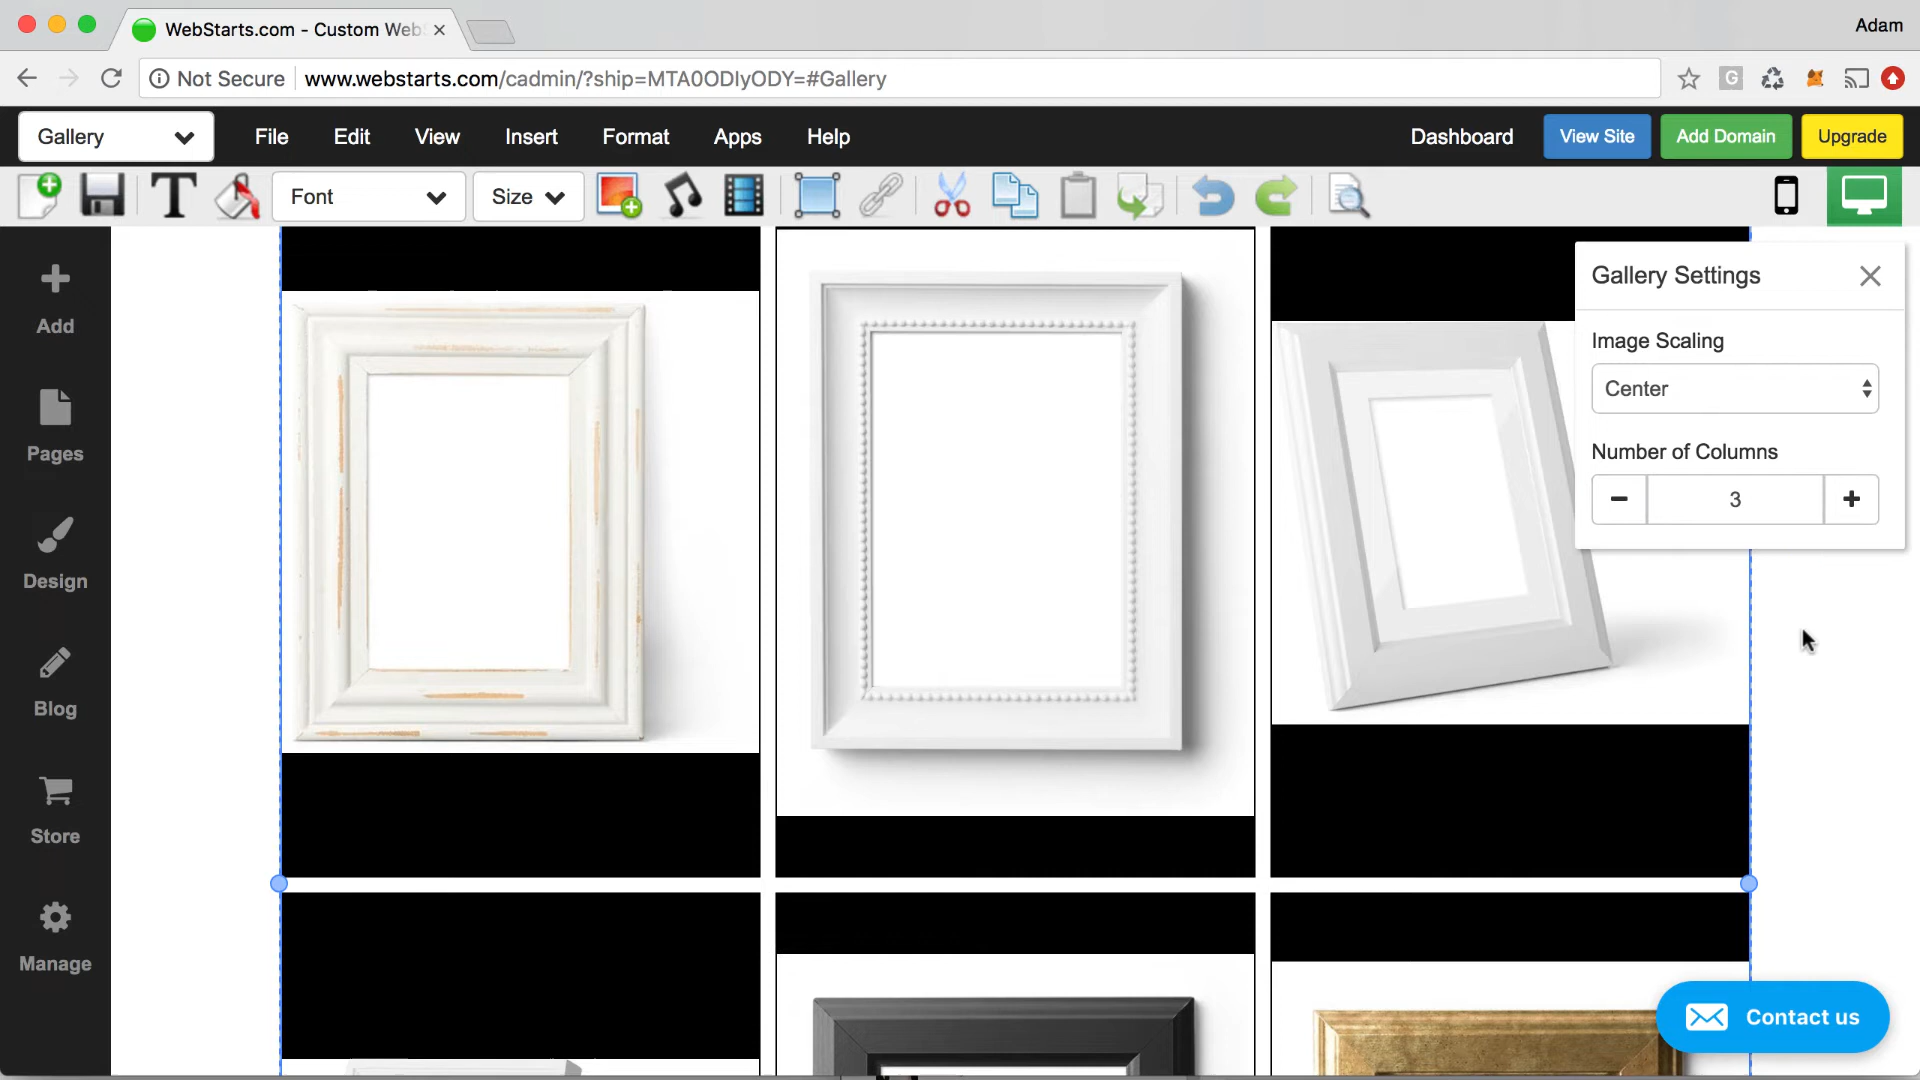 WebStarts.com - Custom Web
Adam
Not Secure
www.webstarts.com/cadmin/?ship=MTA0ODIyODY=#Gallery
G
Gallery
File
Edit
View
Insert
Format
Apps
Help
Dashboard
View Site
Add Domain
Upgrade
T
Font
Size
Add
Pages
Design
Blog
Store
Manage
Gallery Settings
Image Scaling
Center
Number of Columns
3
Contact us